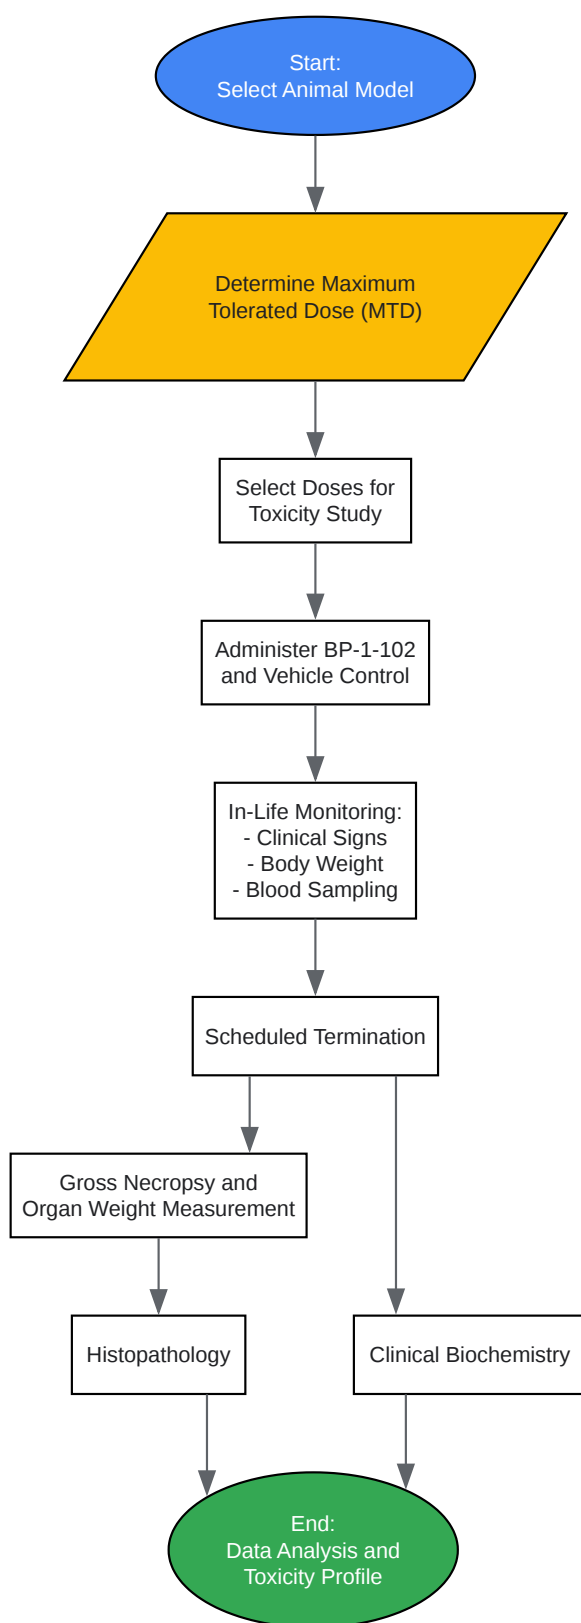 Start:
Select Animal Model
Determine Maximum
Tolerated Dose (MTD)
Select Doses for
Toxicity Study
Administer BP-1-102
and Vehicle Control
In-Life Monitoring:
- Clinical Signs
- Body Weight
- Blood Sampling
Scheduled Termination
Gross Necropsy and
Organ Weight Measurement
Histopathology
Clinical Biochemistry
End:
Data Analysis and
Toxicity Profile